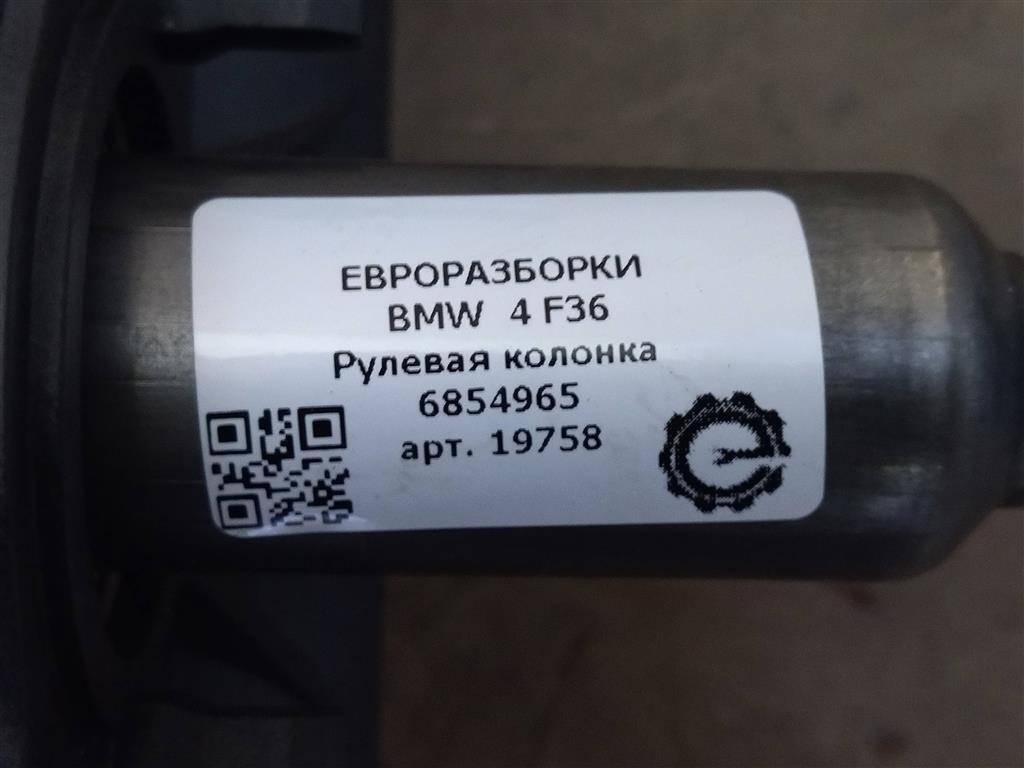 ЕВРОРАЗБОРКИ
BMW 4 F36
Рулевая колонка
6854965
арт. 19758